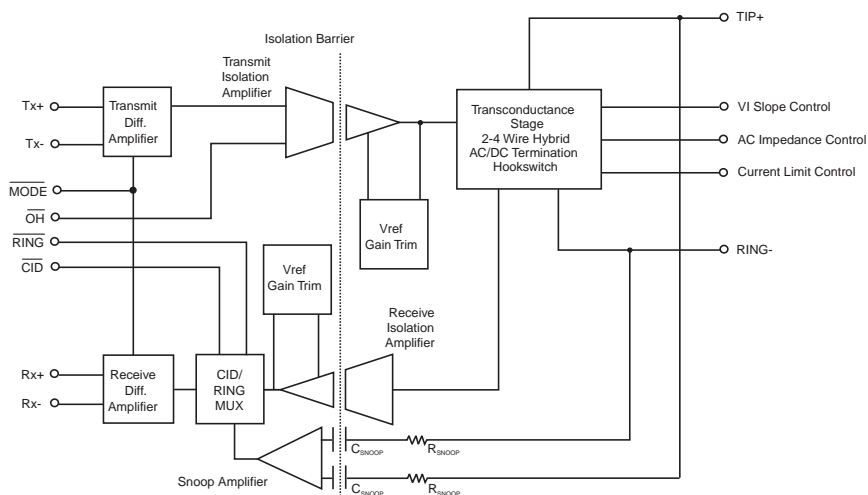 TIP+
Isolation Barrier
Transmit
Isolation
Amplifier
Tx+
Tx-
Transmit
Diff.
Amplifier
Transconductance
Stage
2-4 Wire Hybrid
AC/DC Termination
Hookswitch
VI Slope Control
AC Impedance Control
Current Limit Control
MODE
OH
RING
CID
Vref
Gain Trim
Vref
Gain Trim
RING-
Receive
Isolation
Amplifier
Rx+
Rx-
Receive
Diff.
Amplifier
CID/
RING
MUX
CSNOOP
RSNOOP
Snoop Amplifier
CSNOOP
RSNOOP